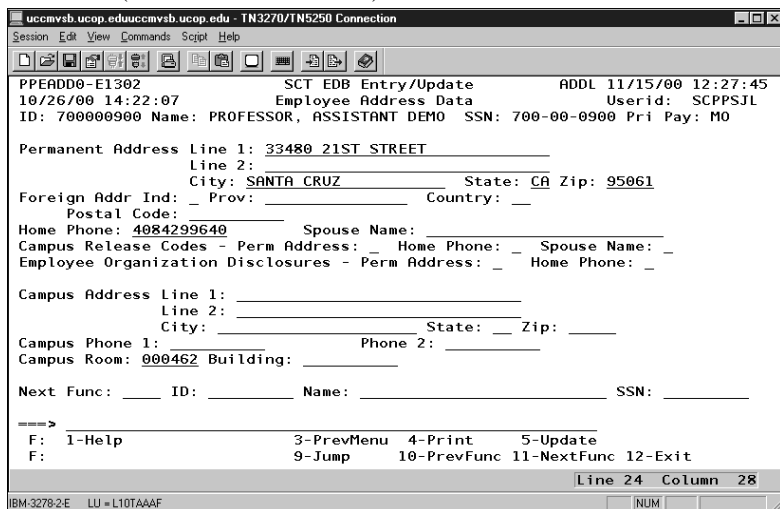 uccmvsb.ucop.eduuccmvsb.ucop.edu - TN3270/TN5250 Connection
Session Edit View Commands Script Help
PPEADD0-E1302 SCT EDB Entry/Update ADDL 11/15/00 12:27:45
10/26/00 14:22:07 Employee Address Data Userid: SCPPSJL
ID: 700000900 Name: PROFESSOR, ASSISTANT DEMO SSN: 700-00-0900 Pri Pay: MO
Permanent Address Line 1: 33480 21ST STREET
Line 2:
City: SANTA CRUZ State: CA Zip: 95061
Foreign Addr Ind: _ Prov: Country: __
Postal Code:
Home Phone: 4084299640 Spouse Name:
Campus Release Codes - Perm Address: _ Home Phone: _ Spouse Name: _
Employee Organization Disclosures - Perm Address: _ Home Phone: _
Campus Address Line 1:
Line 2:
City: State: __ Zip:
Campus Phone 1: Phone 2:
Campus Room: 000462 Building:
Next Func: ID: Name: SSN:
===>
F: 1-Help 3-PrevMenu 4-Print 5-Update
F: 9-Jump 10-PrevFunc 11-NextFunc 12-Exit
Line 24 Column 28
IBM-3278-2-E LU = L10TAAAF NUM